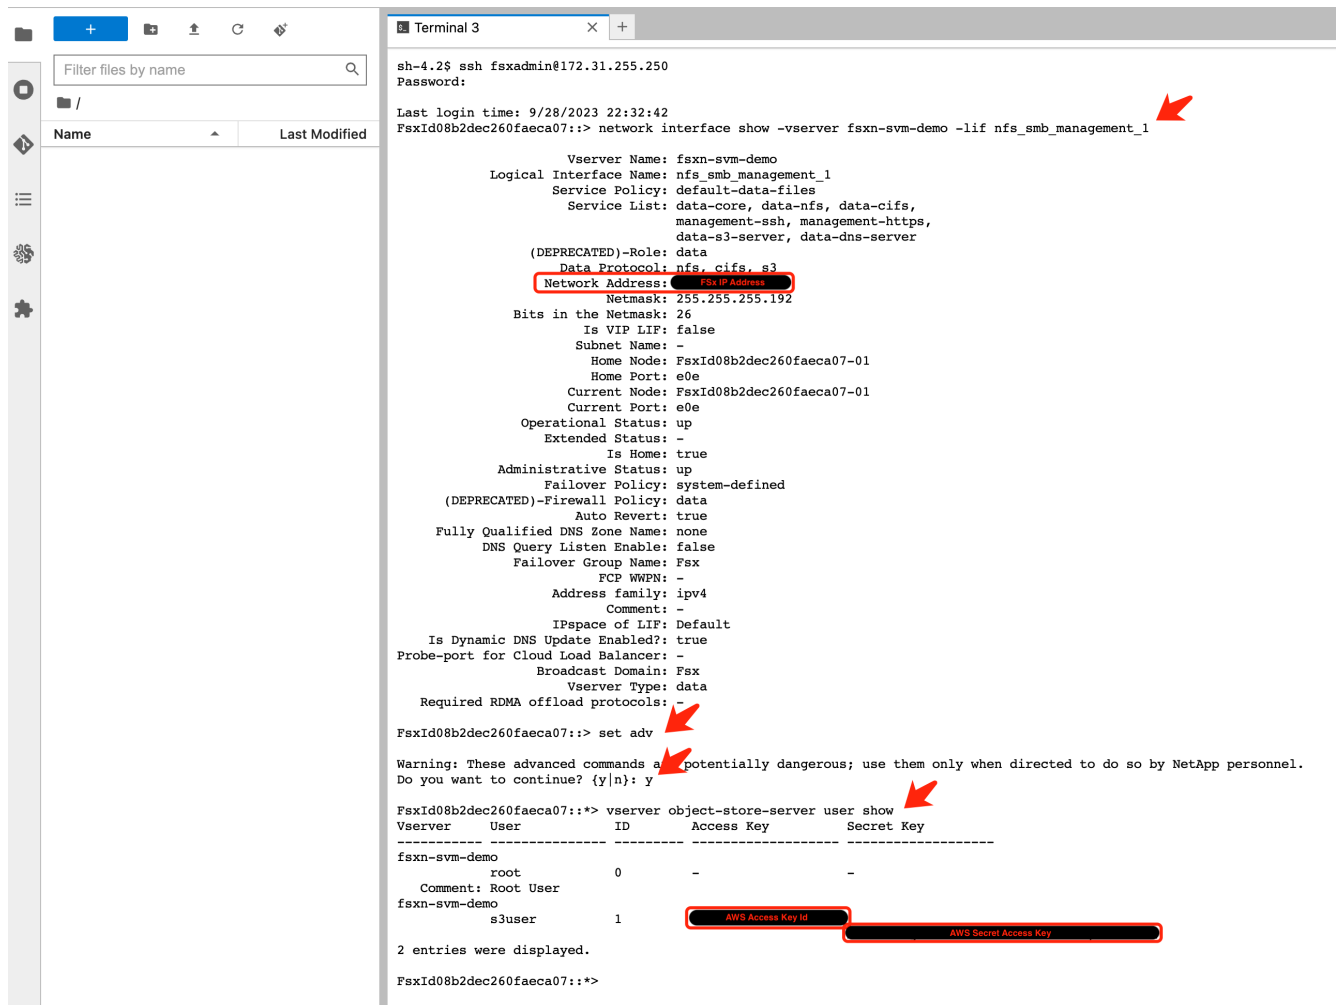 +
Terminal 3
+
Filter files by name
/
Name
Last Modified
sh-4.2$ ssh fsxadmin@172.31.255.250
Password:
Last login time: 9/28/2023 22:32:42
FsxId08b2dec260faeca07::> network interface show -vserver fsxn-svm-demo -lif nfs_smb_management_1
Vserver Name: fsxn-svm-demo
Logical Interface Name: nfs_smb_management_1
Service Policy: default-data-files
Service List: data-core, data-nfs, data-cifs,
management-ssh, management-https,
data-s3-server, data-dns-server
(DEPRECATED)-Role: data
Data Protocol: nfs, cifs, s3
Network Address: FSx IP Address
Netmask: 255.255.255.192
Bits in the Netmask: 26
Is VIP LIF: false
Subnet Name: -
Home Node: FsxId08b2dec260faeca07-01
Home Port: e0e
Current Node: FsxId08b2dec260faeca07-01
Current Port: e0e
Operational Status: up
Extended Status: -
Is Home: true
Administrative Status: up
Failover Policy: system-defined
(DEPRECATED)-Firewall Policy: data
Auto Revert: true
Fully Qualified DNS Zone Name: none
DNS Query Listen Enable: false
Failover Group Name: Fsx
FCP WWPN: -
Address family: ipv4
Comment: -
IPspace of LIF: Default
Is Dynamic DNS Update Enabled?: true
Probe-port for Cloud Load Balancer: -
Broadcast Domain: Fsx
Vserver Type: data
Required RDMA offload protocols: -
FsxId08b2dec260faeca07::> set adv
Warning: These advanced commands a potentially dangerous; use them only when directed to do so by NetApp personnel.
Do you want to continue? {y|n}: y
FsxId08b2dec260faeca07::*> vserver object-store-server user show
Vserver User ID Access Key Secret Key
----------- --------------- --------- ------------------- -------------------
fsxn-svm-demo
root 0 - -
Comment: Root User
fsxn-svm-demo
s3user 1 AWS Access Key Id
AWS Secret Access Key
2 entries were displayed.
FsxId08b2dec260faeca07::*>